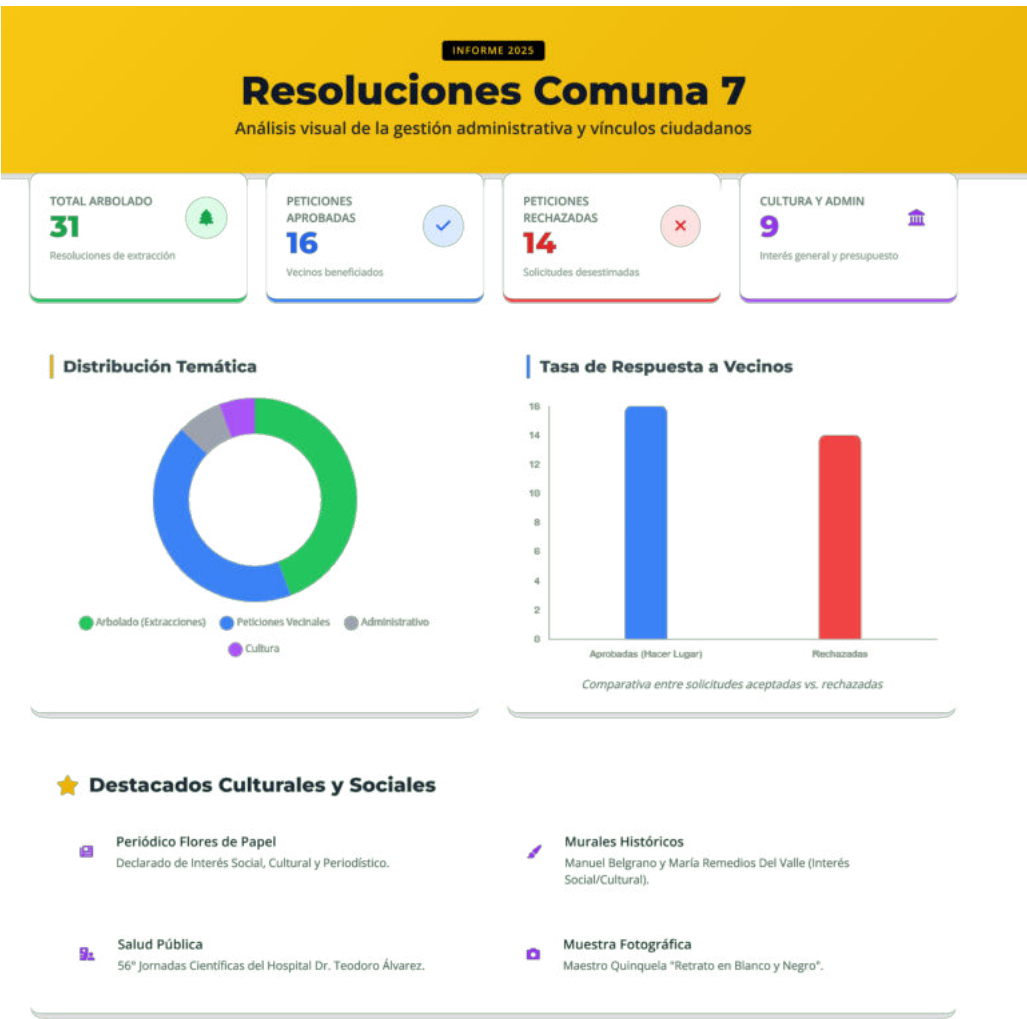 INFORME 2025
Resoluciones Comuna 7
Análisis visual de la gestión administrativa y vínculos ciudadanos
TOTAL ARBOLADO
31
Resoluciones de extracción
PETICIONES
APROBADAS
16
Vecinos beneficiados
PETICIONES
RECHAZADAS
14
Solicitudes desestimadas
CULTURA Y ADMIN
9
Interés general y presupuesto
Distribución Temática
Arbolado (Extracciones)
Peticiones Vecinales
Administrativo
Cultura
Tasa de Respuesta a Vecinos
16
14
12
10
8
6
4
2
0
Aprobadas (Hacer Lugar)
Rechazadas
Comparativa entre solicitudes aceptadas vs. rechazadas
Destacados Culturales y Sociales
Periódico Flores de Papel
Declarado de Interés Social, Cultural y Periodístico.
Murales Históricos
Manuel Belgrano y María Remedios Del Valle (Interés
Social/Cultural).
Salud Pública
56° Jornadas Científicas del Hospital Dr. Teodoro Álvarez.
Muestra Fotográfica
Maestro Quinquela "Retrato en Blanco y Negro".